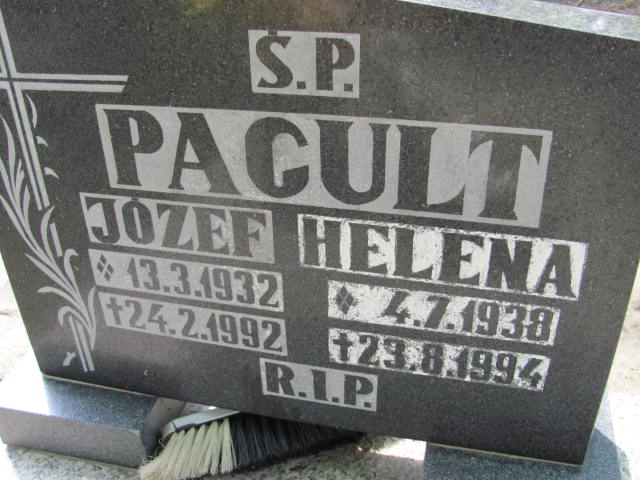 Ś.P.
PACULT
JÓZEF HELENA
13.3.1932 4.7.1938
✝24.2.1992 ✝23.8.1994
R.I.P.